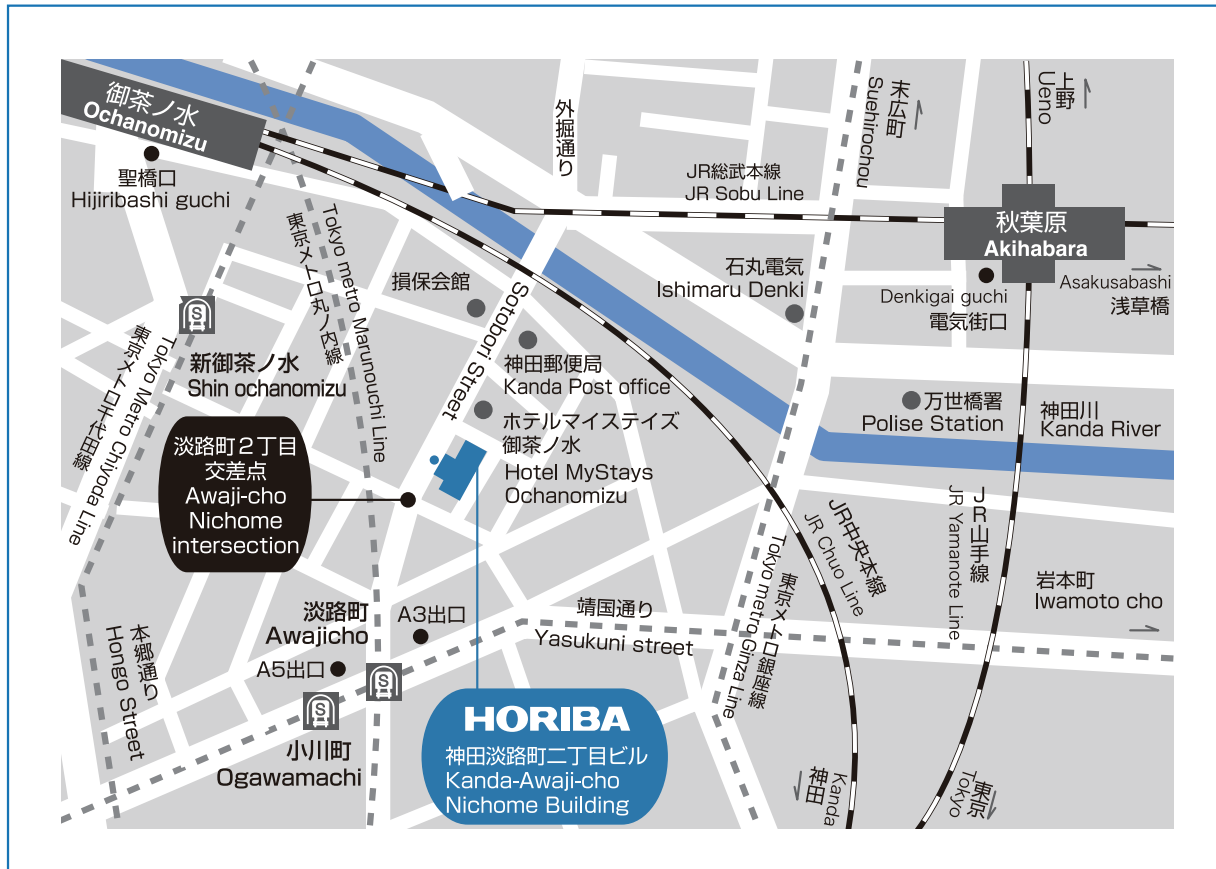 御茶ノ水
Ochanomizu
聖橋口
Hijiribashi guchi
外掘通り
末広町
Suehirochou
上野
Ueno
JR総武本線
JR Sobu Line
秋葉原
Akihabara
Asakusabashi
浅草橋
Denkigai guchi
電気街口
石丸電気
Ishimaru Denki
損保会館
Sotobori Street
神田郵便局
Kanda Post office
ホテルマイステイズ
御茶ノ水
Hotel MyStays
Ochanomizu
Tokyo metro Marunouchi Line
東京メトロ丸ノ内線
S
新御茶ノ水
Shin ochanomizu
Tokyo Metro Chiyoda Line
東京メトロ千代田線
淡路町2丁目
交差点
Awaji-cho
Nichome
intersection
万世橋署
Polise Station
神田川
Kanda River
JR中央本線
JR Chuo Line
JR山手線
JR Yamanote Line
岩本町
Iwamoto cho
東京メトロ銀座線
Tokyo metro Ginza Line
靖国通り
Yasukuni street
淡路町
Awajicho
A3出口
A5出口
S
S
小川町
Ogawamachi
本郷通り
Hongo Street
HORIBA
神田淡路町二丁目ビル
Kanda-Awaji-cho
Nichome Building
神田
Kanda
東京
Tokyo